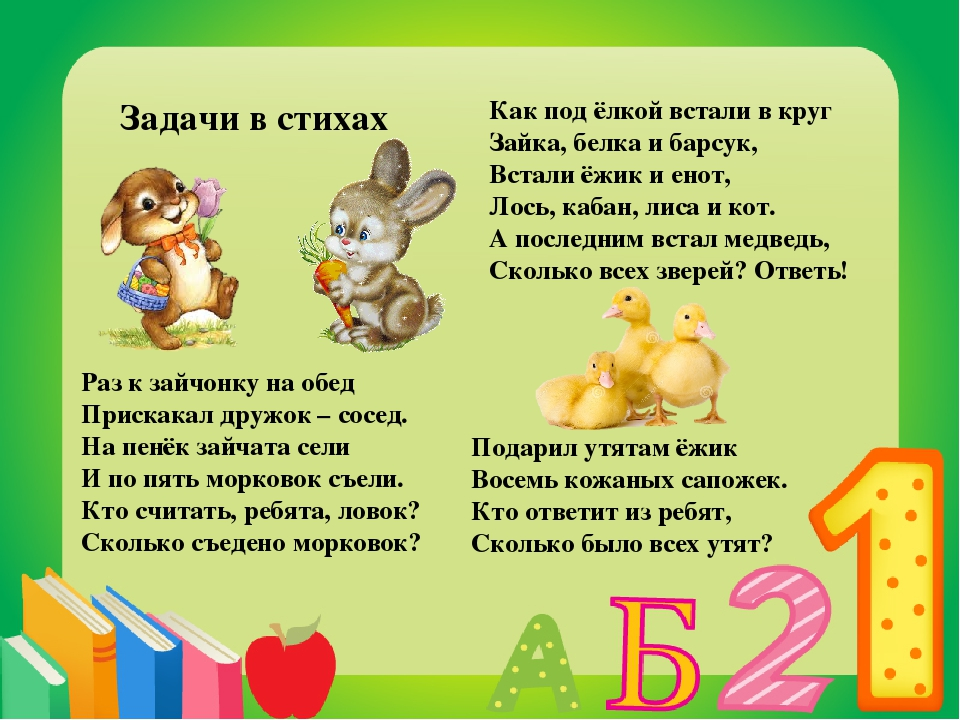 Задачи в стихах
Раз к зайчонку на обед
Прискакал дружок – сосед.
На пенёк зайчата сели
И по пять морковок съели.
Кто считать, ребята, ловок?
Сколько съедено морковок?
Как под ёлкой встали в круг
Зайка, белка и барсук,
Встали ёжик и енот,
Лось, кабан, лиса и кот.
А последним встал медведь,
Сколько всех зверей? Ответь!
Подарил утятам ёжик
Восемь кожаных сапожек.
Кто ответит из ребят,
Сколько было всех утят?
А Б 2 1